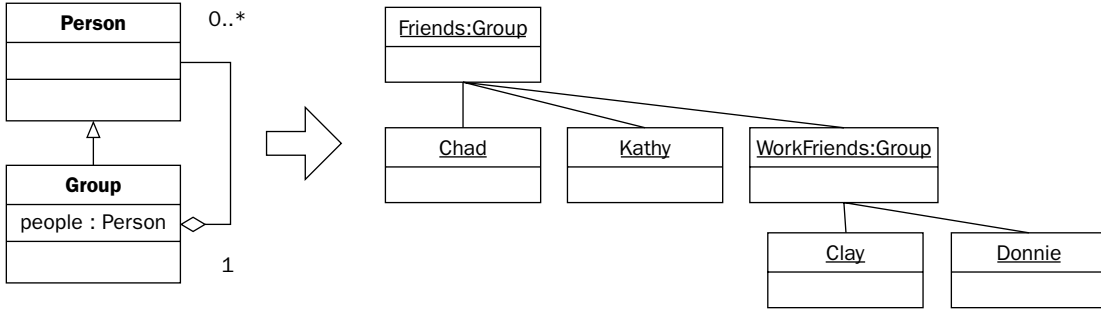 Person
0..*
Group
people : Person
1
Friends:Group
Chad
Kathy
WorkFriends:Group
Clay
Donnie